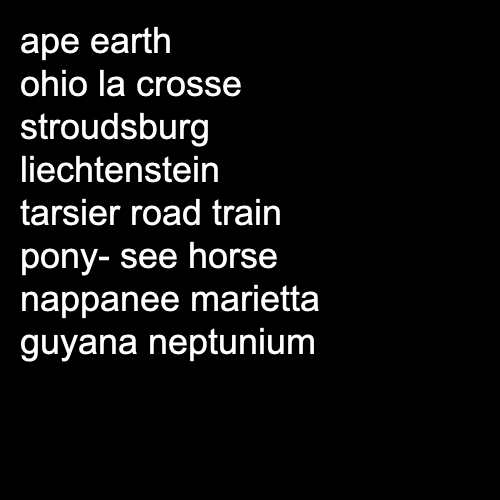 ape earth
ohio la crosse
stroudsburg
liechtenstein
tarsier road train
pony- see horse
nappanee marietta
guyana neptunium